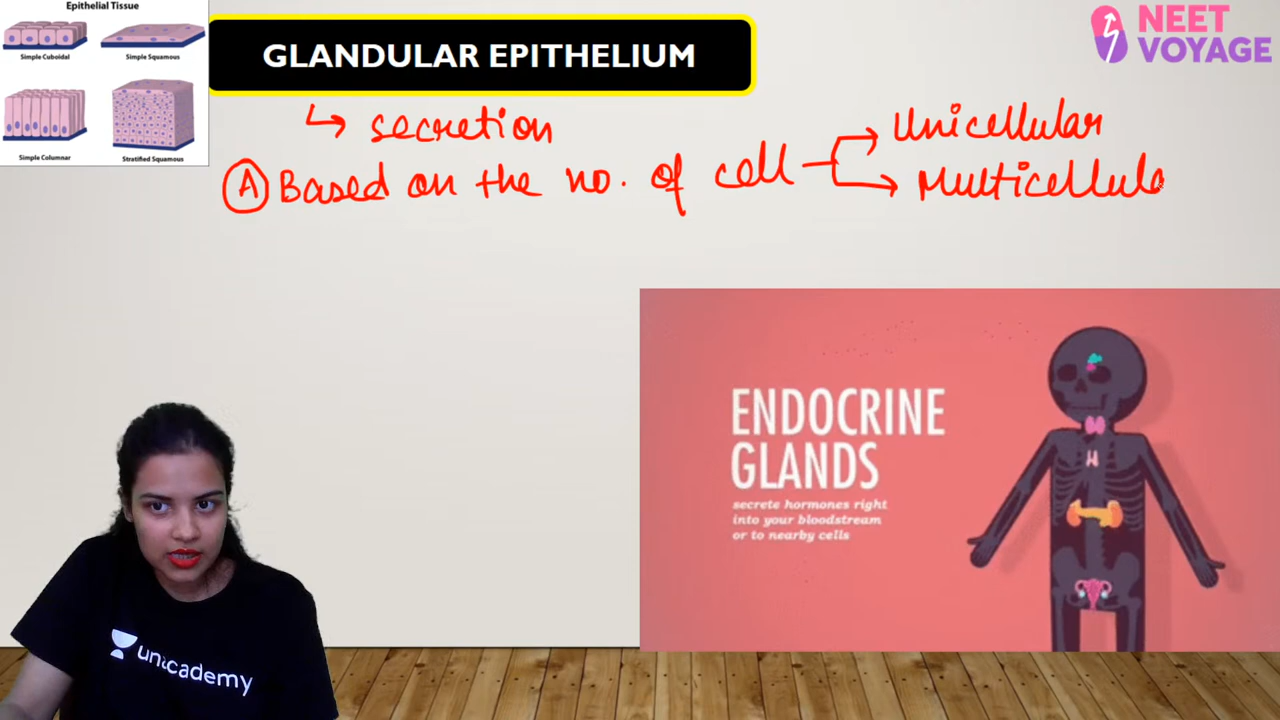 Epithelial Tissue
Simple Cuboidal
Simple Squamous
Simple Columnar
Stratified Squamous
GLANDULAR EPITHELIUM
NEET
VOYAGE
↳ secretion
Unicellular
Ⓐ Based on the no. of cell
Multicellula
ENDOCRINE
GLANDS
secrete hormones right
into your bloodstream
or to nearby cells
unacademy